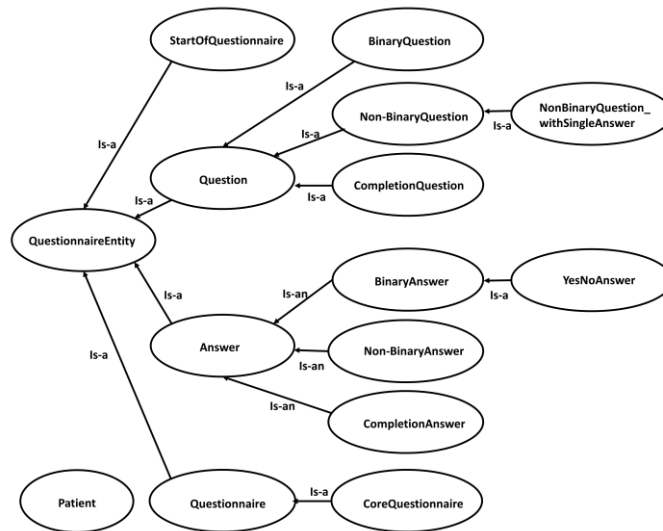 StartOfQuestionnaire
BinaryQuestion
Is-a
Non-BinaryQuestion
NonBinaryQuestion_
withSingleAnswer
Is-a
Is-a
Is-a
Question
CompletionQuestion
Is-a
Is-a
QuestionnaireEntity
BinaryAnswer
YesNoAnswer
Is-an
Is-a
Is-a
Answer
Non-BinaryAnswer
Is-a
Is-an
Is-an
CompletionAnswer
Is-a
Patient
Questionnaire
CoreQuestionnaire